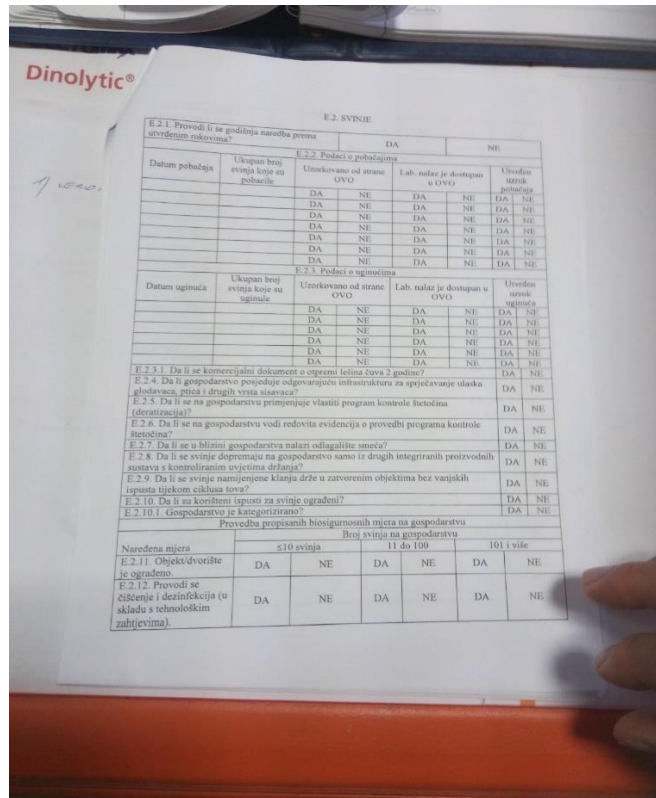 Dinolytic®
E.2. SVINJE
E.2.1. Provodi li se godišnja naredba prema
utvrđenim rokovima?
DA NE
E.2.2. Podaci o pobačajima
Datum pobačaja
Ukupan broj
svinja koje su
pobacile
Uzorkovano od strane
OVO
Lab. nalaz je dostupan
u OVO
Utvrđen
uzrok
pobačaja
DA NE DA NE DA NE
DA NE DA NE DA NE
DA NE DA NE DA NE
DA NE DA NE DA NE
DA NE DA NE DA NE
DA NE DA NE DA NE
DA NE DA NE DA NE
E.2.3. Podaci o uginućima
Datum uginuća
Ukupan broj
svinja koje su
uginule
Uzorkovano od strane
OVO
Lab. nalaz je dostupan u
OVO
Utvrđen
uzrok
uginuća
DA NE DA NE DA NE
DA NE DA NE DA NE
DA NE DA NE DA NE
DA NE DA NE DA NE
DA NE DA NE DA NE
DA NE DA NE DA NE
E.2.3.1. Da li se komercijalni dokument o otpremi lešina čuva 2 godine? DA NE
E.2.4. Da li gospodarstvo posjeduje odgovarajuću infrastrukturu za sprječavanje ulaska
glodavaca, ptica i drugih vrsta sisavaca?
DA NE
E.2.5. Da li se na gospodarstvu primjenjuje vlastiti program kontrole štetočina
(deratizacija)?
DA NE
E.2.6. Da li se na gospodarstvu vodi redovita evidencija o provedbi programa kontrole
štetočina?
DA NE
E.2.7. Da li se u blizini gospodarstva nalazi odlagalište smeća? DA NE
E.2.8. Da li se svinje dopremaju na gospodarstvo samo iz drugih integriranih proizvodnih
sustava s kontroliranim uvjetima držanja?
DA NE
E.2.9. Da li se svinje namijenjene klanju drže u zatvorenim objektima bez vanjskih
ispusta tijekom ciklusa tova?
DA NE
E.2.10. Da li su korišteni ispusti za svinje ograđeni? DA NE
E.2.10.1. Gospodarstvo je kategorizirano? DA NE
Provedba propisanih biosigurnosnih mjera na gospodarstvu
Naređena mjera
Broj svinja na gospodarstvu
≤10 svinja 11 do 100 101 i više
E.2.11. Objekt/dvorište
je ograđeno.
DA NE DA NE DA NE
E.2.12. Provodi se
čišćenje i dezinfekcija (u
skladu s tehnološkim
zahtjevima).
DA NE DA NE DA NE